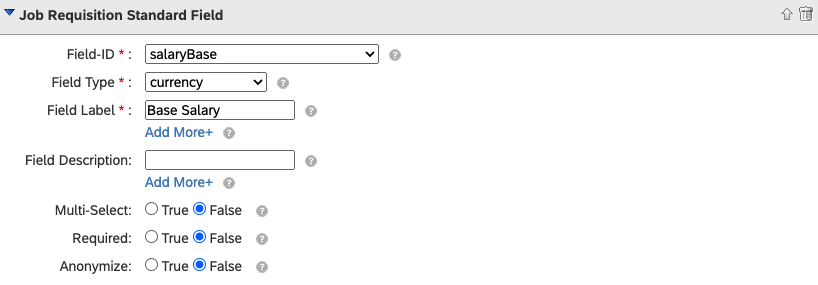 Job Requisition Standard Field
Field-ID * : salaryBase ?
Field Type * : currency ?
Field Label * : Base Salary ?
Add More+ ?
Field Description: ?
Add More+ ?
Multi-Select: True False ?
Required: True False ?
Anonymize: True False ?